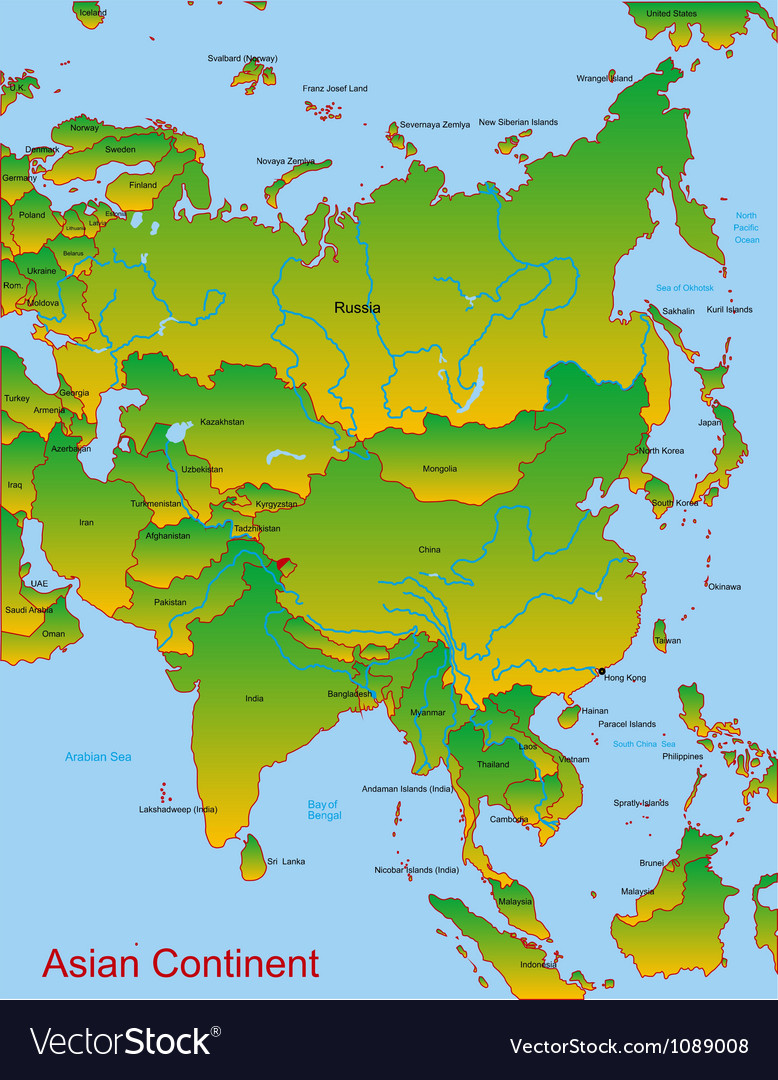 Iceland
United States
Svalbard (Norway)
Wrangel Island
U.K.
Franz Josef Land
Severnaya Zemlya
New Siberian Islands
Norway
Denmark
Sweden
Novaya Zemlya
Germany
Finland
Poland
Estonia
Latvia
Lithuania
North
Pacific
Ocean
Belarus
Ukraine
Rom.
Moldova
Sea of Okhotsk
Russia
Sakhalin
Kuril Islands
Georgia
Turkey
Armenia
Kazakhstan
Japan
Azerbaijan
North Korea
Uzbekistan
Mongolia
Iraq
Turkmenistan
Kyrgyzstan
South Korea
Iran
Tadzhikistan
Afghanistan
China
UAE
Okinawa
Pakistan
Saudi Arabia
Oman
Taiwan
Hong Kong
India
Bangladesh
Myanmar
Hainan
Paracel Islands
Laos
South China Sea
Arabian Sea
Vietnam
Philippines
Thailand
Andaman Islands (India)
Lakshadweep (India)
Bay of
Bengal
Spratly Islands
Cambodia
Sri Lanka
Brunei
Nicobar Islands (India)
Malaysia
Malaysia
Indonesia
Asian Continent
VectorStock®
VectorStock.com/1089008